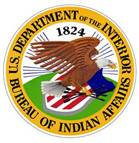 U.S. DEPARTMENT OF THE INTERIOR
1824
BUREAU OF INDIAN AFFAIRS